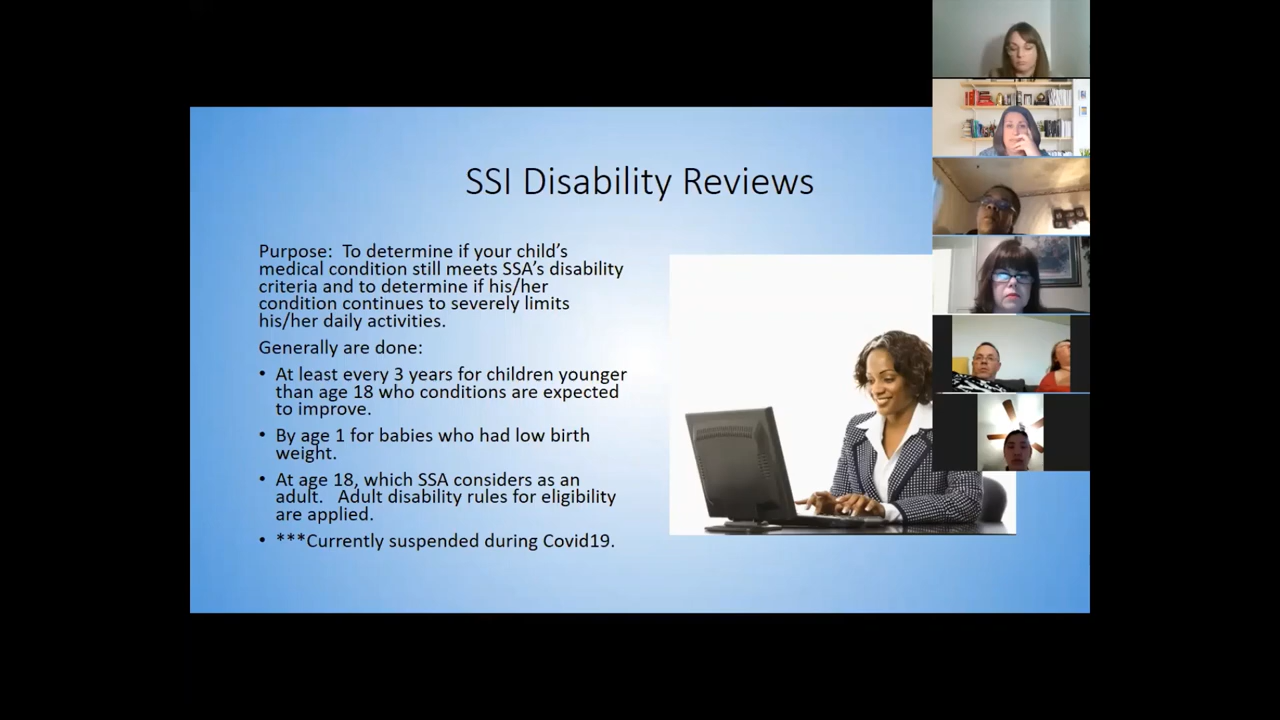 SSI Disability Reviews
Purpose:  To determine if your child's
medical condition still meets SSA's disability
criteria and to determine if his/her
condition continues to severely limits
his/her daily activities.
Generally are done:
• At least every 3 years for children younger
than age 18 who conditions are expected
to improve.
• By age 1 for babies who had low birth
weight.
• At age 18, which SSA considers as an
adult.   Adult disability rules for eligibility
are applied.
• ***Currently suspended during Covid19.